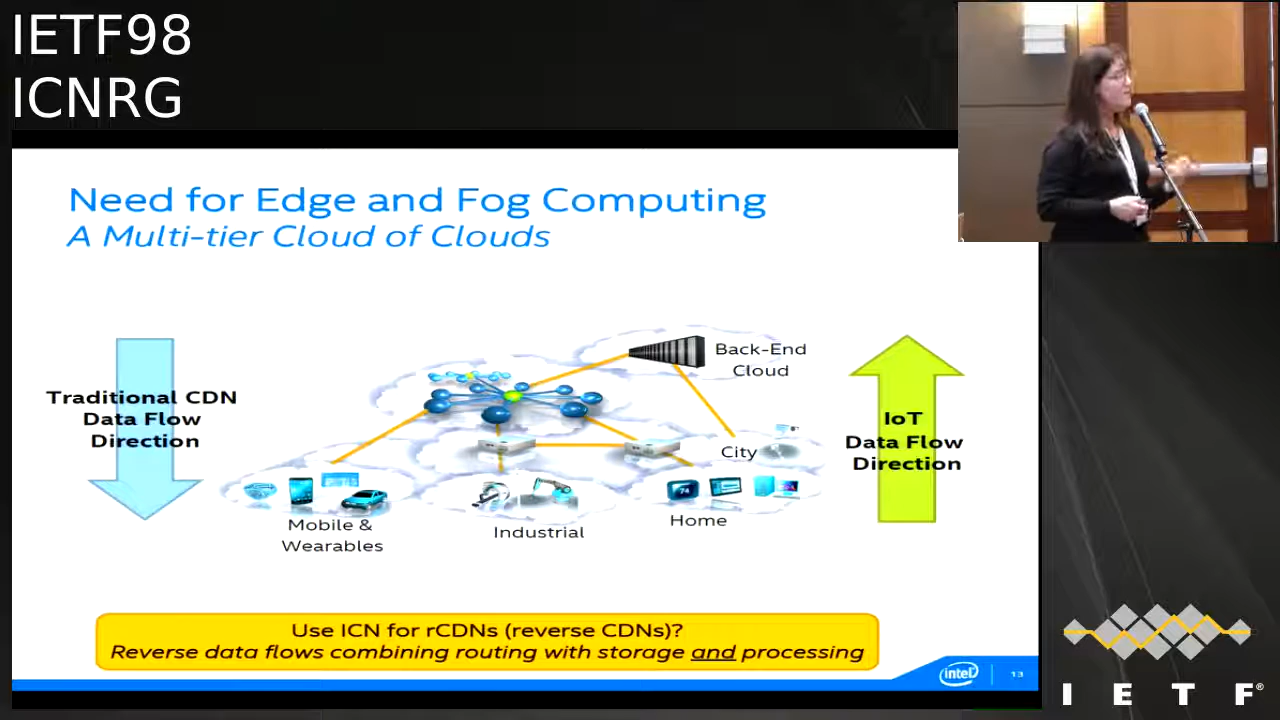 IETF98
ICNRG
Need for Edge and Fog Computing
A Multi-tier Cloud of Clouds
Traditional CDN
Data Flow
Direction
Back-End
Cloud
City
IoT
Data Flow
Direction
74
Mobile &
Wearables
Industrial
Home
Use ICN for rCDNs (reverse CDNs)?
Reverse data flows combining routing with storage and processing
intel
13
I E T F®